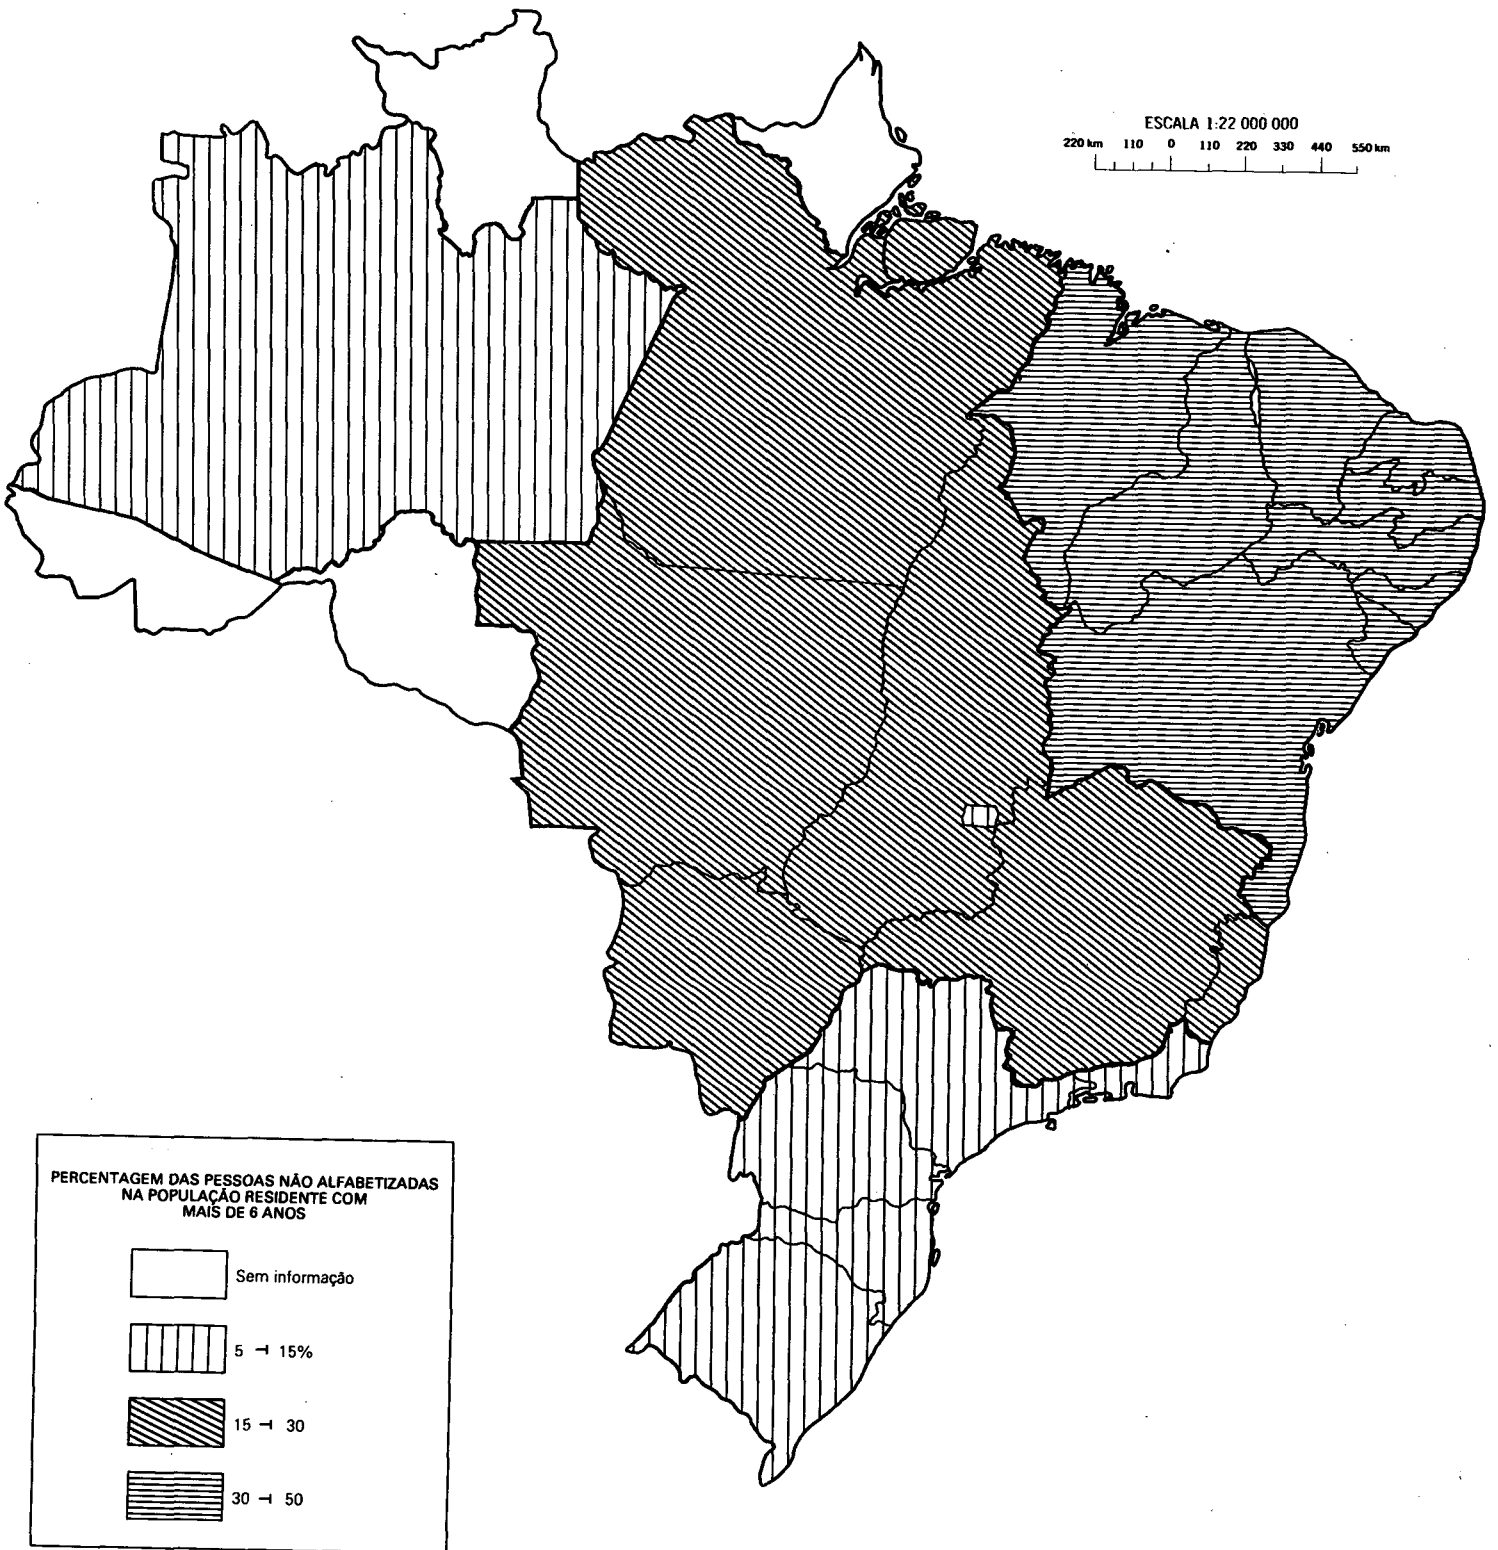 ESCALA 1:22 000 000
220 km 110 0 110 220 330 440 550 km
PERCENTAGEM DAS PESSOAS NÃO ALFABETIZADAS
NA POPULAÇÃO RESIDENTE COM
MAIS DE 6 ANOS
Sem informação
5 ⊣ 15%
15 ⊣ 30
30 ⊣ 50